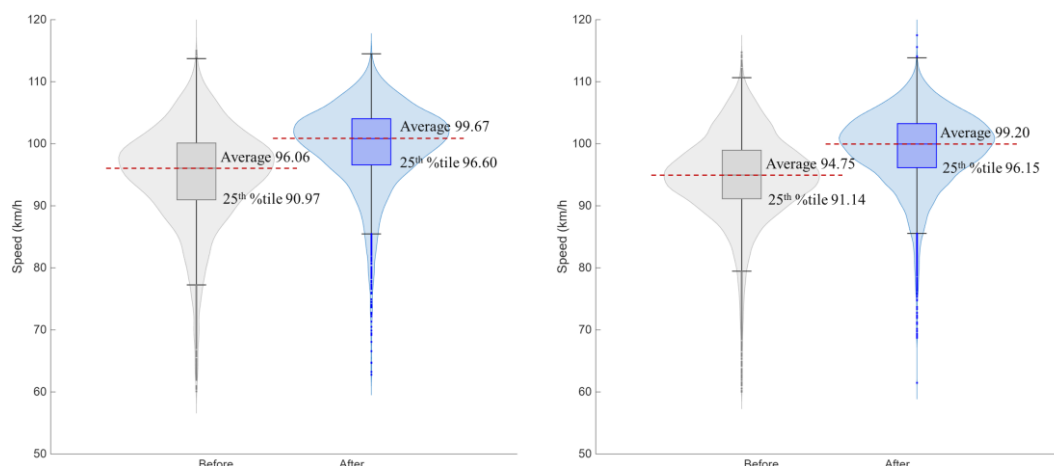 120
110
100
90
80
70
60
50
Speed (km/h
Average 96.06
25th %tile 90.97
Average 99.67
25th %tile 96.60
Before
After
120
110
100
90
80
70
60
50
Speed (km/h
Average 94.75
25th %tile 91.14
Average 99.20
25th %tile 96.15
Before
After